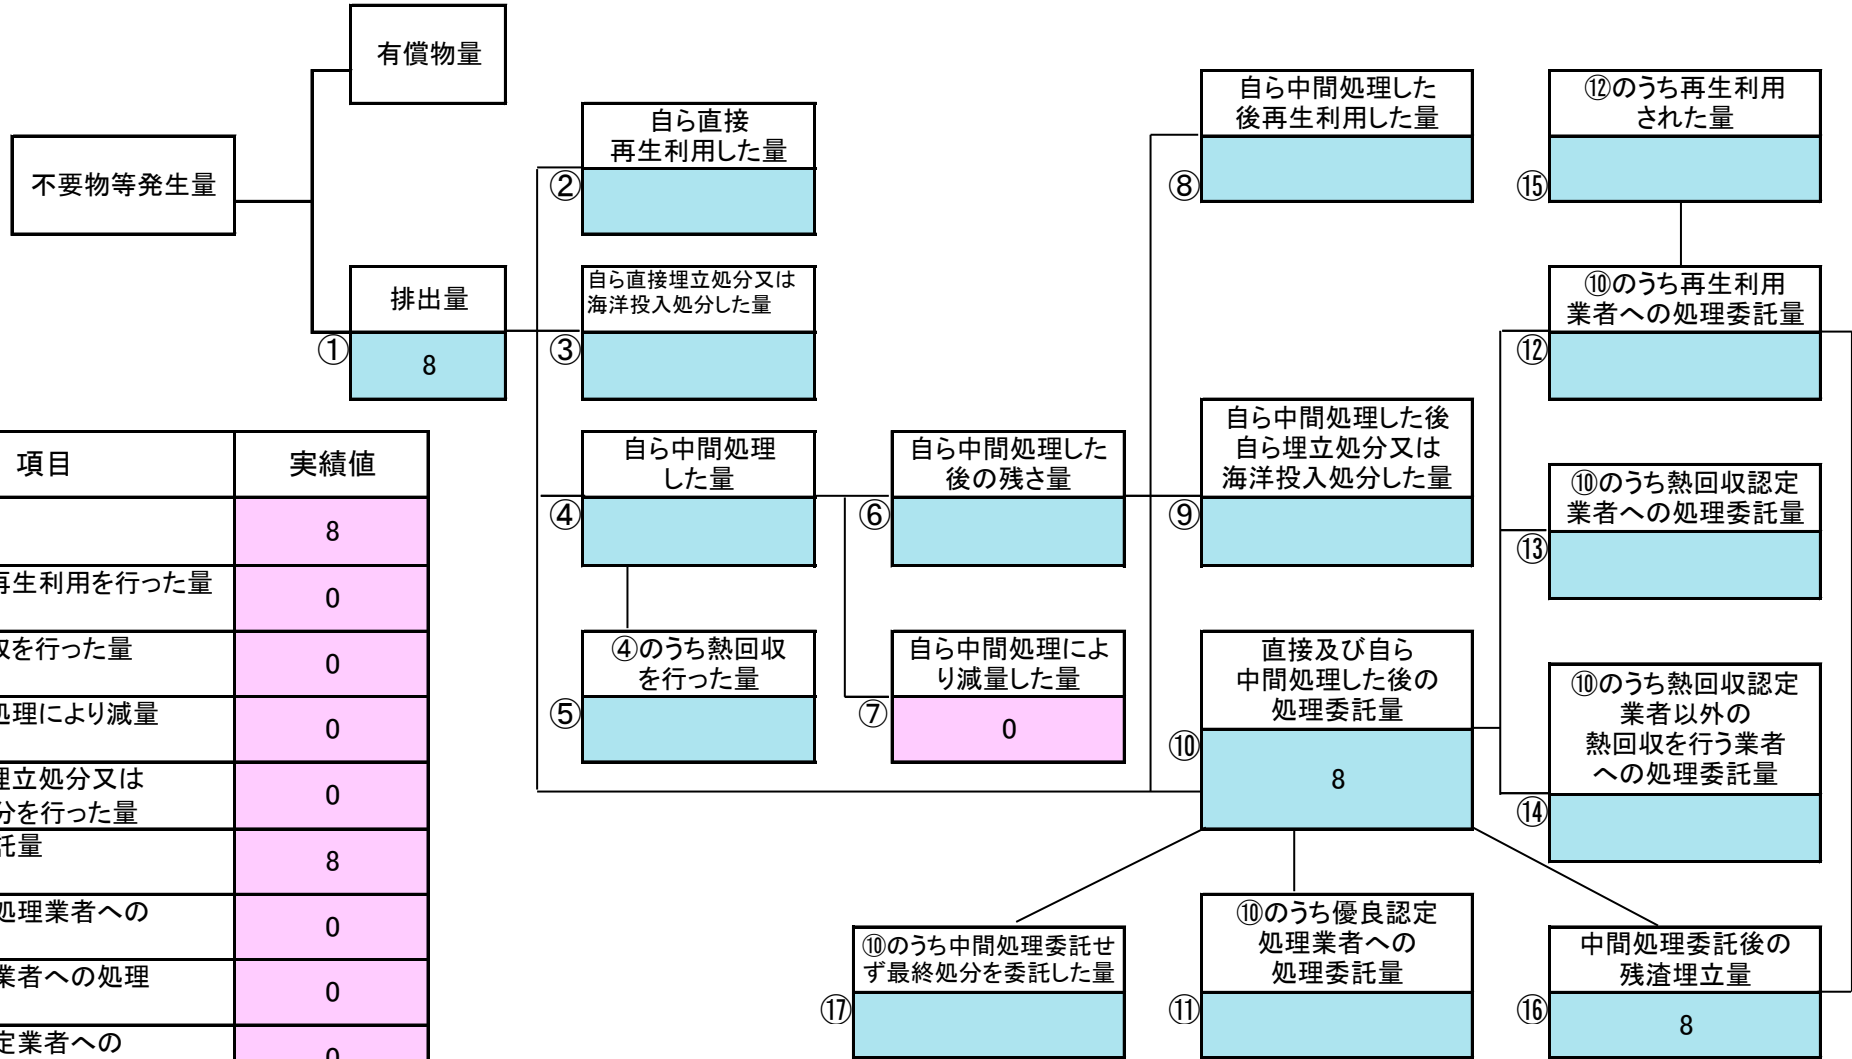 有償物量
不要物等発生量
排出量
①
8
自ら直接
再生利用した量
②
自ら直接埋立処分又は
海洋投入処分した量
③
自ら中間処理
した量
④
④のうち熱回収
を行った量
⑤
自ら中間処理した
後の残さ量
⑥
自ら中間処理によ
り減量した量
⑦
0
自ら中間処理した
後再生利用した量
⑧
自ら中間処理した後
自ら埋立処分又は
海洋投入処分した量
⑨
直接及び自ら
中間処理した後の
処理委託量
⑩
8
⑫のうち再生利用
された量
⑮
⑩のうち再生利用
業者への処理委託量
⑫
⑩のうち熱回収認定
業者への処理委託量
⑬
⑩のうち熱回収認定
業者以外の
熱回収を行う業者
への処理委託量
⑭
⑩のうち中間処理委託せ
ず最終処分を委託した量
⑰
⑩のうち優良認定
処理業者への
処理委託量
⑪
中間処理委託後の
残渣埋立量
⑯
8
項目 実績値
8
再生利用を行った量 0
収を行った量 0
処理により減量 0
埋立処分又は
分を行った量 0
託量 8
処理業者への 0
業者への処理 0
定業者への 0